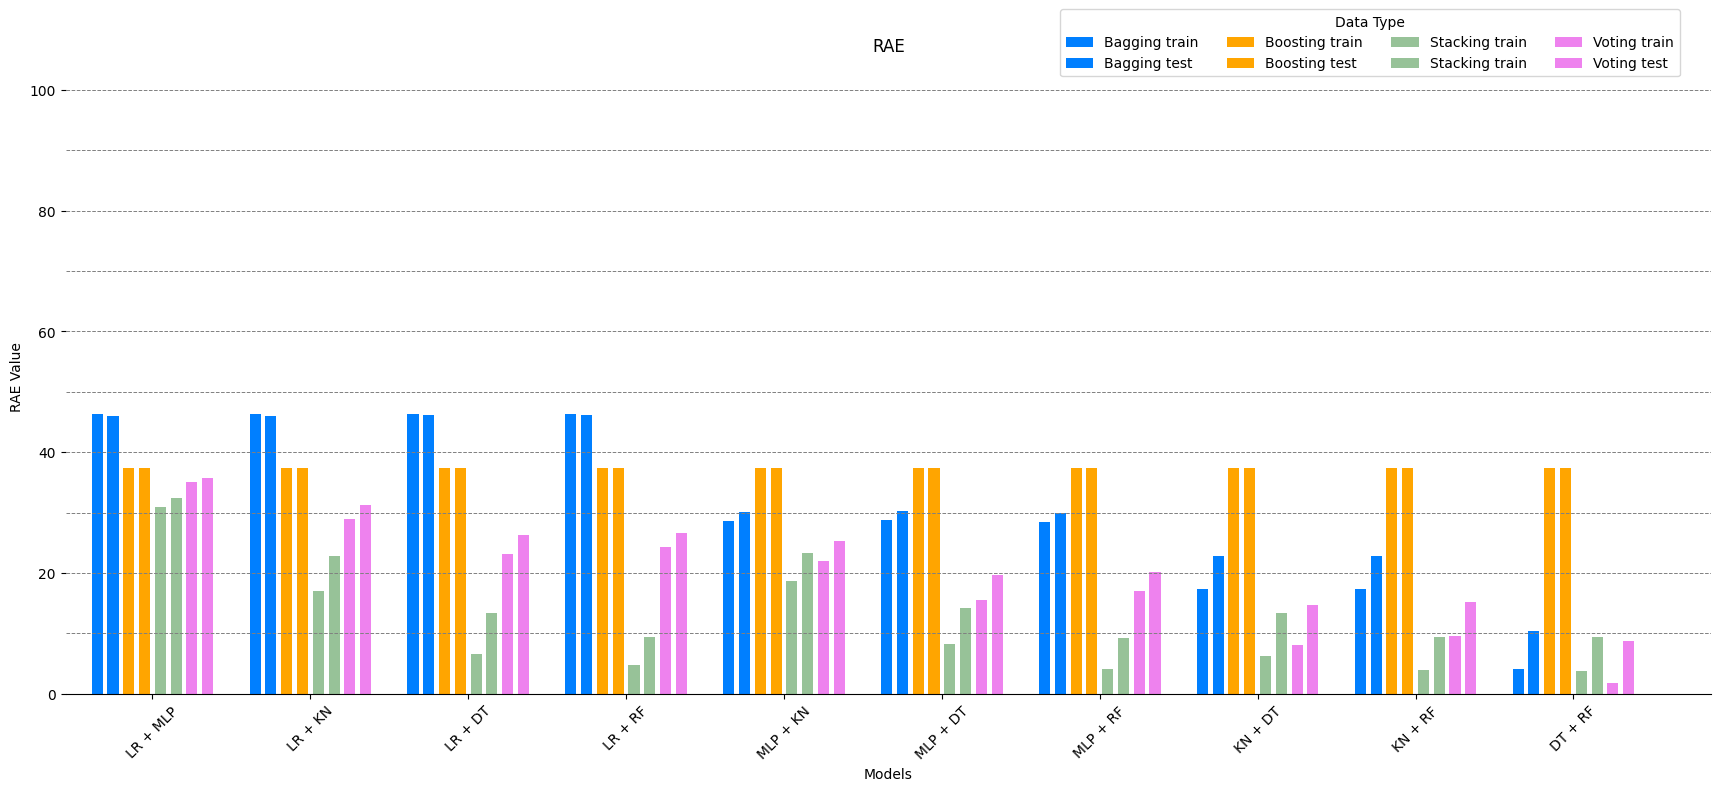 RAE
Data Type
Bagging train
Bagging test
Boosting train
Boosting test
Stacking train
Stacking train
Voting train
Voting test
RAE Value
100
80
60
40
20
0
LR + MLP
LR + KN
LR + DT
LR + RF
MLP + KN
MLP + DT
MLP + RF
KN + DT
KN + RF
DT + RF
Models